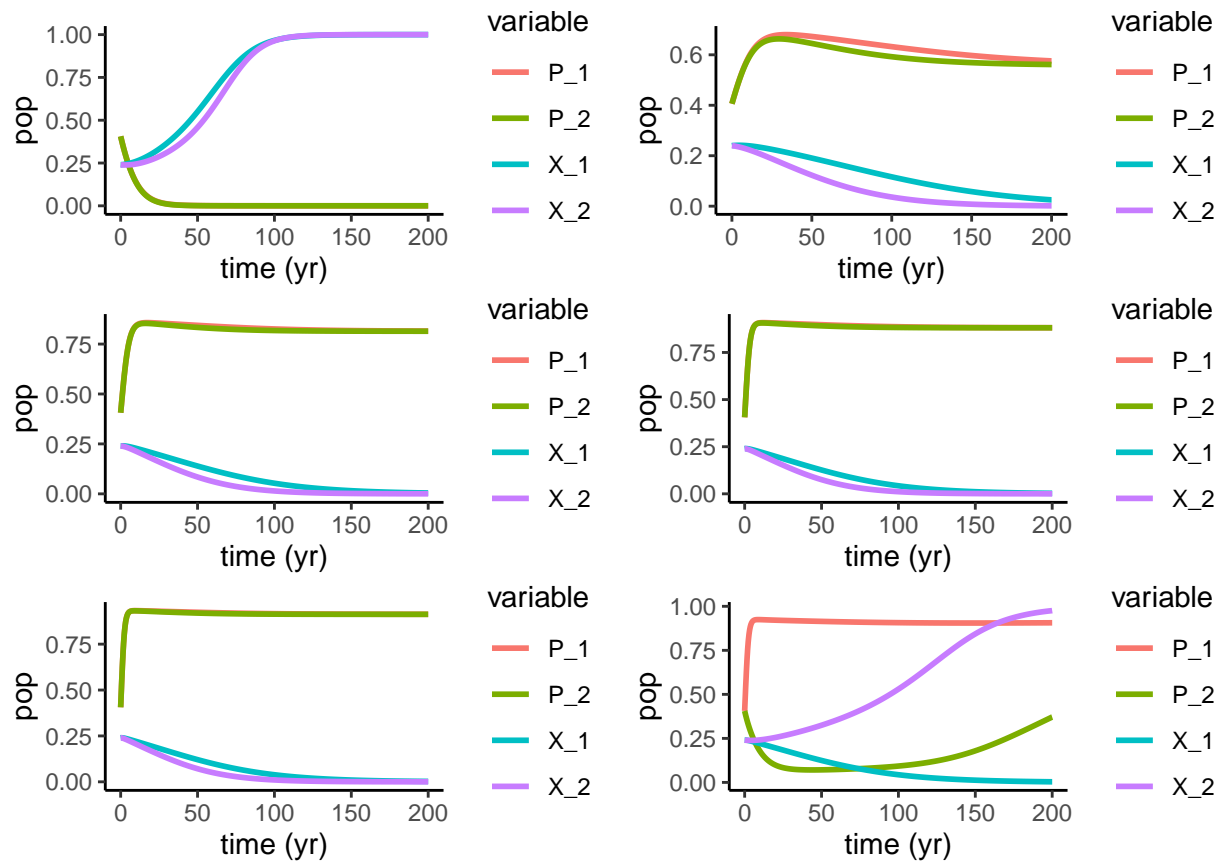 variable
pop
1.00
0.75
0.50
0.25
0.00
0
50
100
150
200
time (yr)
P_1
P_2
X_1
X_2
variable
pop
0.6
0.4
0.2
0.0
0
50
100
150
200
time (yr)
P_1
P_2
X_1
X_2
variable
pop
0.75
0.50
0.25
0.00
0
50
100
150
200
time (yr)
P_1
P_2
X_1
X_2
variable
pop
0.75
0.50
0.25
0.00
0
50
100
150
200
time (yr)
P_1
P_2
X_1
X_2
variable
pop
0.75
0.50
0.25
0.00
0
50
100
150
200
time (yr)
P_1
P_2
X_1
X_2
variable
pop
1.00
0.75
0.50
0.25
0.00
0
50
100
150
200
time (yr)
P_1
P_2
X_1
X_2